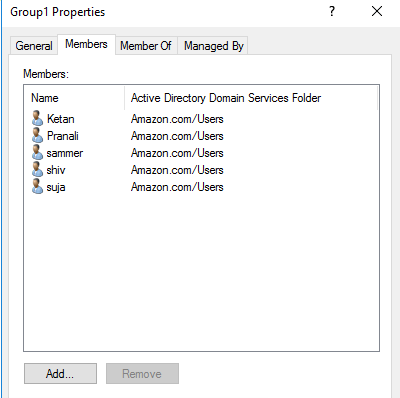 Group1 Properties ?
General Members Member Of Managed By
Members:
Name Active Directory Domain Services Folder
Ketan Amazon.com/Users
Pranali Amazon.com/Users
sammer Amazon.com/Users
shiv Amazon.com/Users
suja Amazon.com/Users
Add... Remove